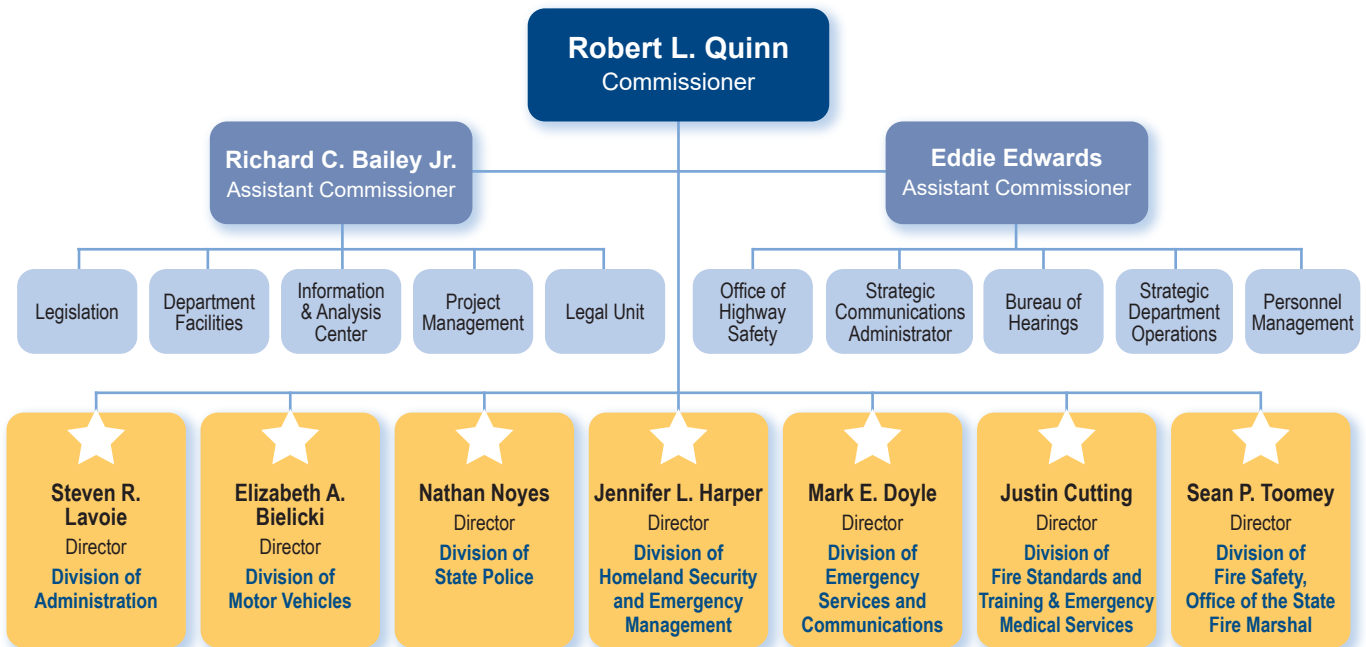 Robert L. Quinn
Commissioner
Richard C. Bailey Jr.
Assistant Commissioner
Eddie Edwards
Assistant Commissioner
Legislation
Department
Facilities
Information
& Analysis
Center
Project
Management
Legal Unit
Office of
Highway
Safety
Strategic
Communications
Administrator
Bureau of
Hearings
Strategic
Department
Operations
Personnel
Management
Steven R.
Lavoie
Director
Division of
Administration
Elizabeth A.
Bielicki
Director
Division of
Motor Vehicles
Nathan Noyes
Director
Division of
State Police
Jennifer L. Harper
Director
Division of
Homeland Security
and Emergency
Management
Mark E. Doyle
Director
Division of
Emergency
Services and
Communications
Justin Cutting
Director
Division of
Fire Standards and
Training & Emergency
Medical Services
Sean P. Toomey
Director
Division of
Fire Safety,
Office of the State
Fire Marshal